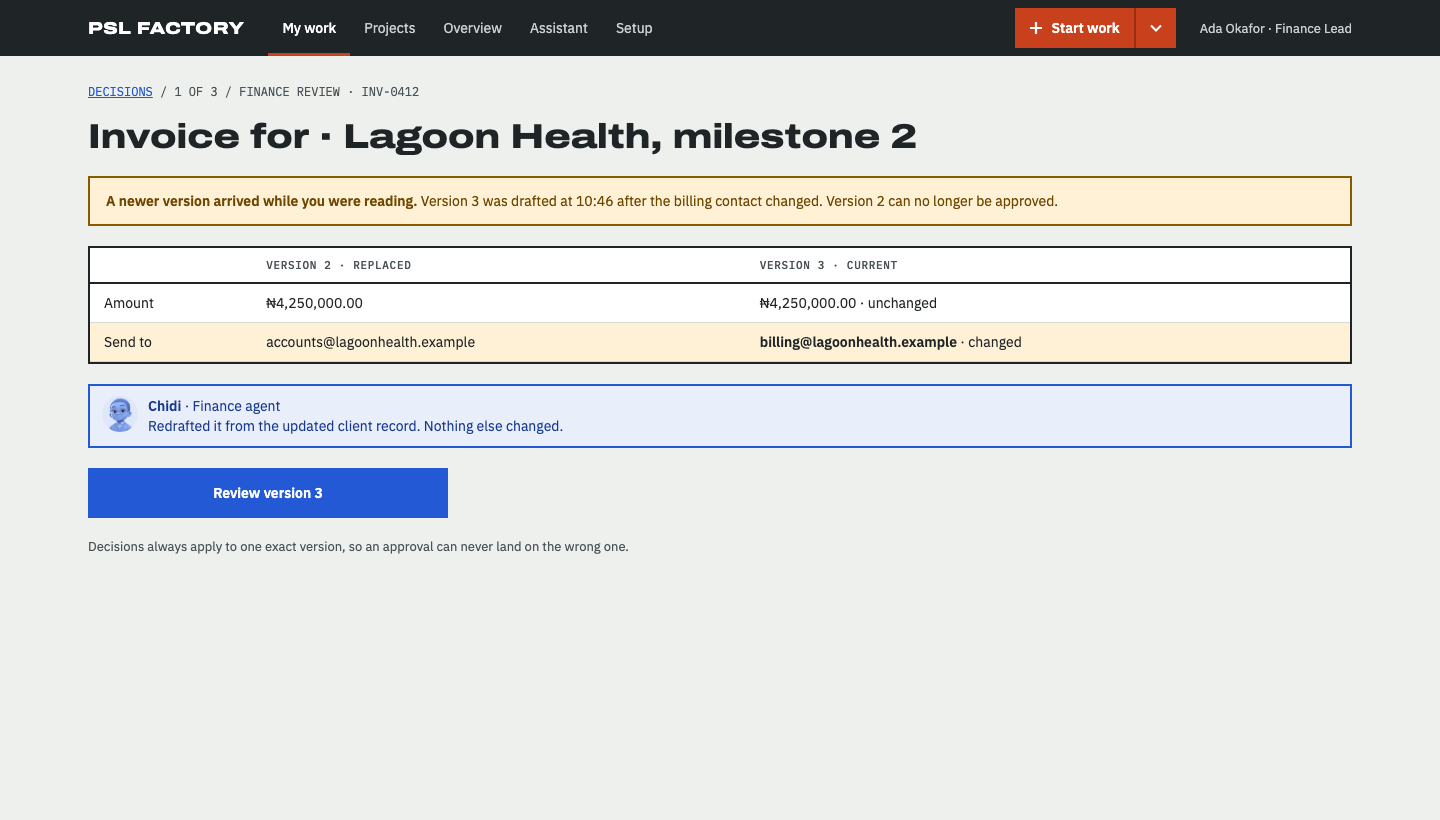 PSL FACTORY My work Projects Overview Assistant Setup Start work Ada Okafor · Finance Lead
DECISIONS / 1 OF 3 / FINANCE REVIEW · INV-0412
Invoice for · Lagoon Health, milestone 2
A newer version arrived while you were reading. Version 3 was drafted at 10:46 after the billing contact changed. Version 2 can no longer be approved.
VERSION 2 · REPLACED VERSION 3 · CURRENT
Amount ₦4,250,000.00 ₦4,250,000.00 · unchanged
Send to accounts@lagoonhealth.example billing@lagoonhealth.example · changed
Chidi · Finance agent
Redrafted it from the updated client record. Nothing else changed.
Review version 3
Decisions always apply to one exact version, so an approval can never land on the wrong one.